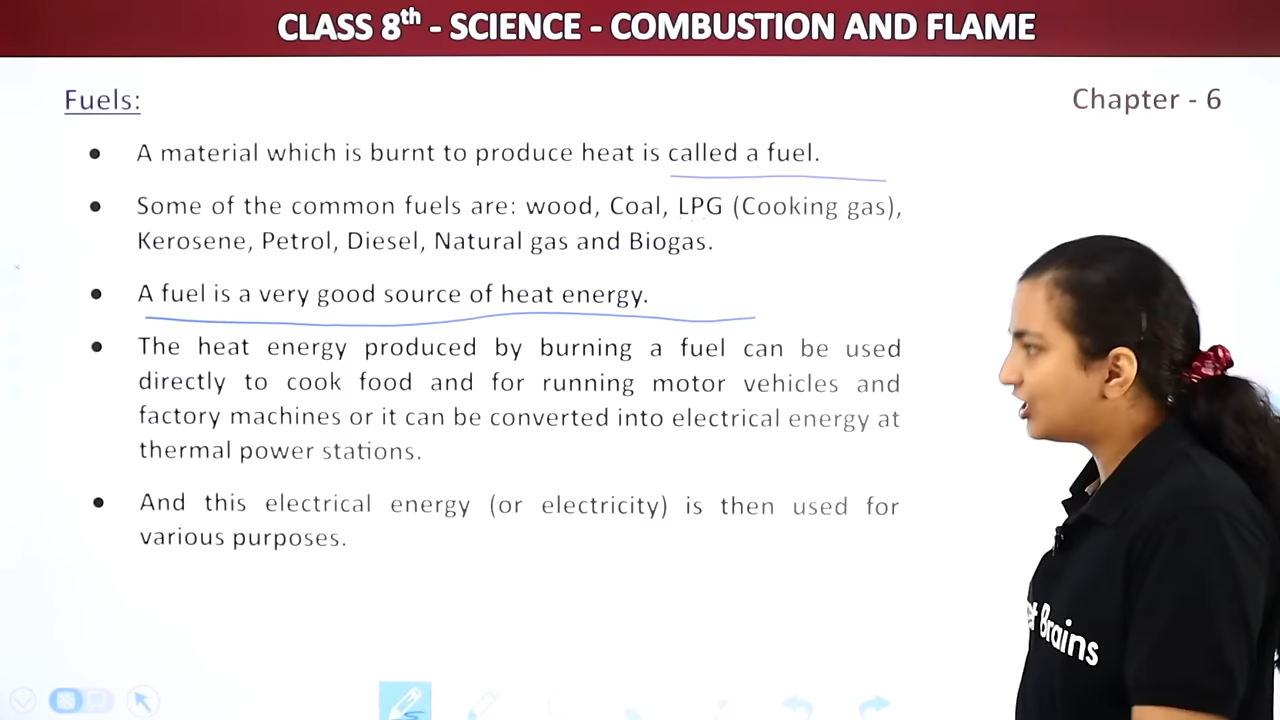 CLASS 8th - SCIENCE - COMBUSTION AND FLAME
Fuels:
Chapter - 6
● A material which is burnt to produce heat is called a fuel.
● Some of the common fuels are: wood, Coal, LPG (Cooking gas),
Kerosene, Petrol, Diesel, Natural gas and Biogas.
● A fuel is a very good source of heat energy.
● The heat energy produced by burning a fuel can be used
directly to cook food and for running motor vehicles and
factory machines or it can be converted into electrical energy at
thermal power stations.
● And this electrical energy (or electricity) is then used for
various purposes.
Brains